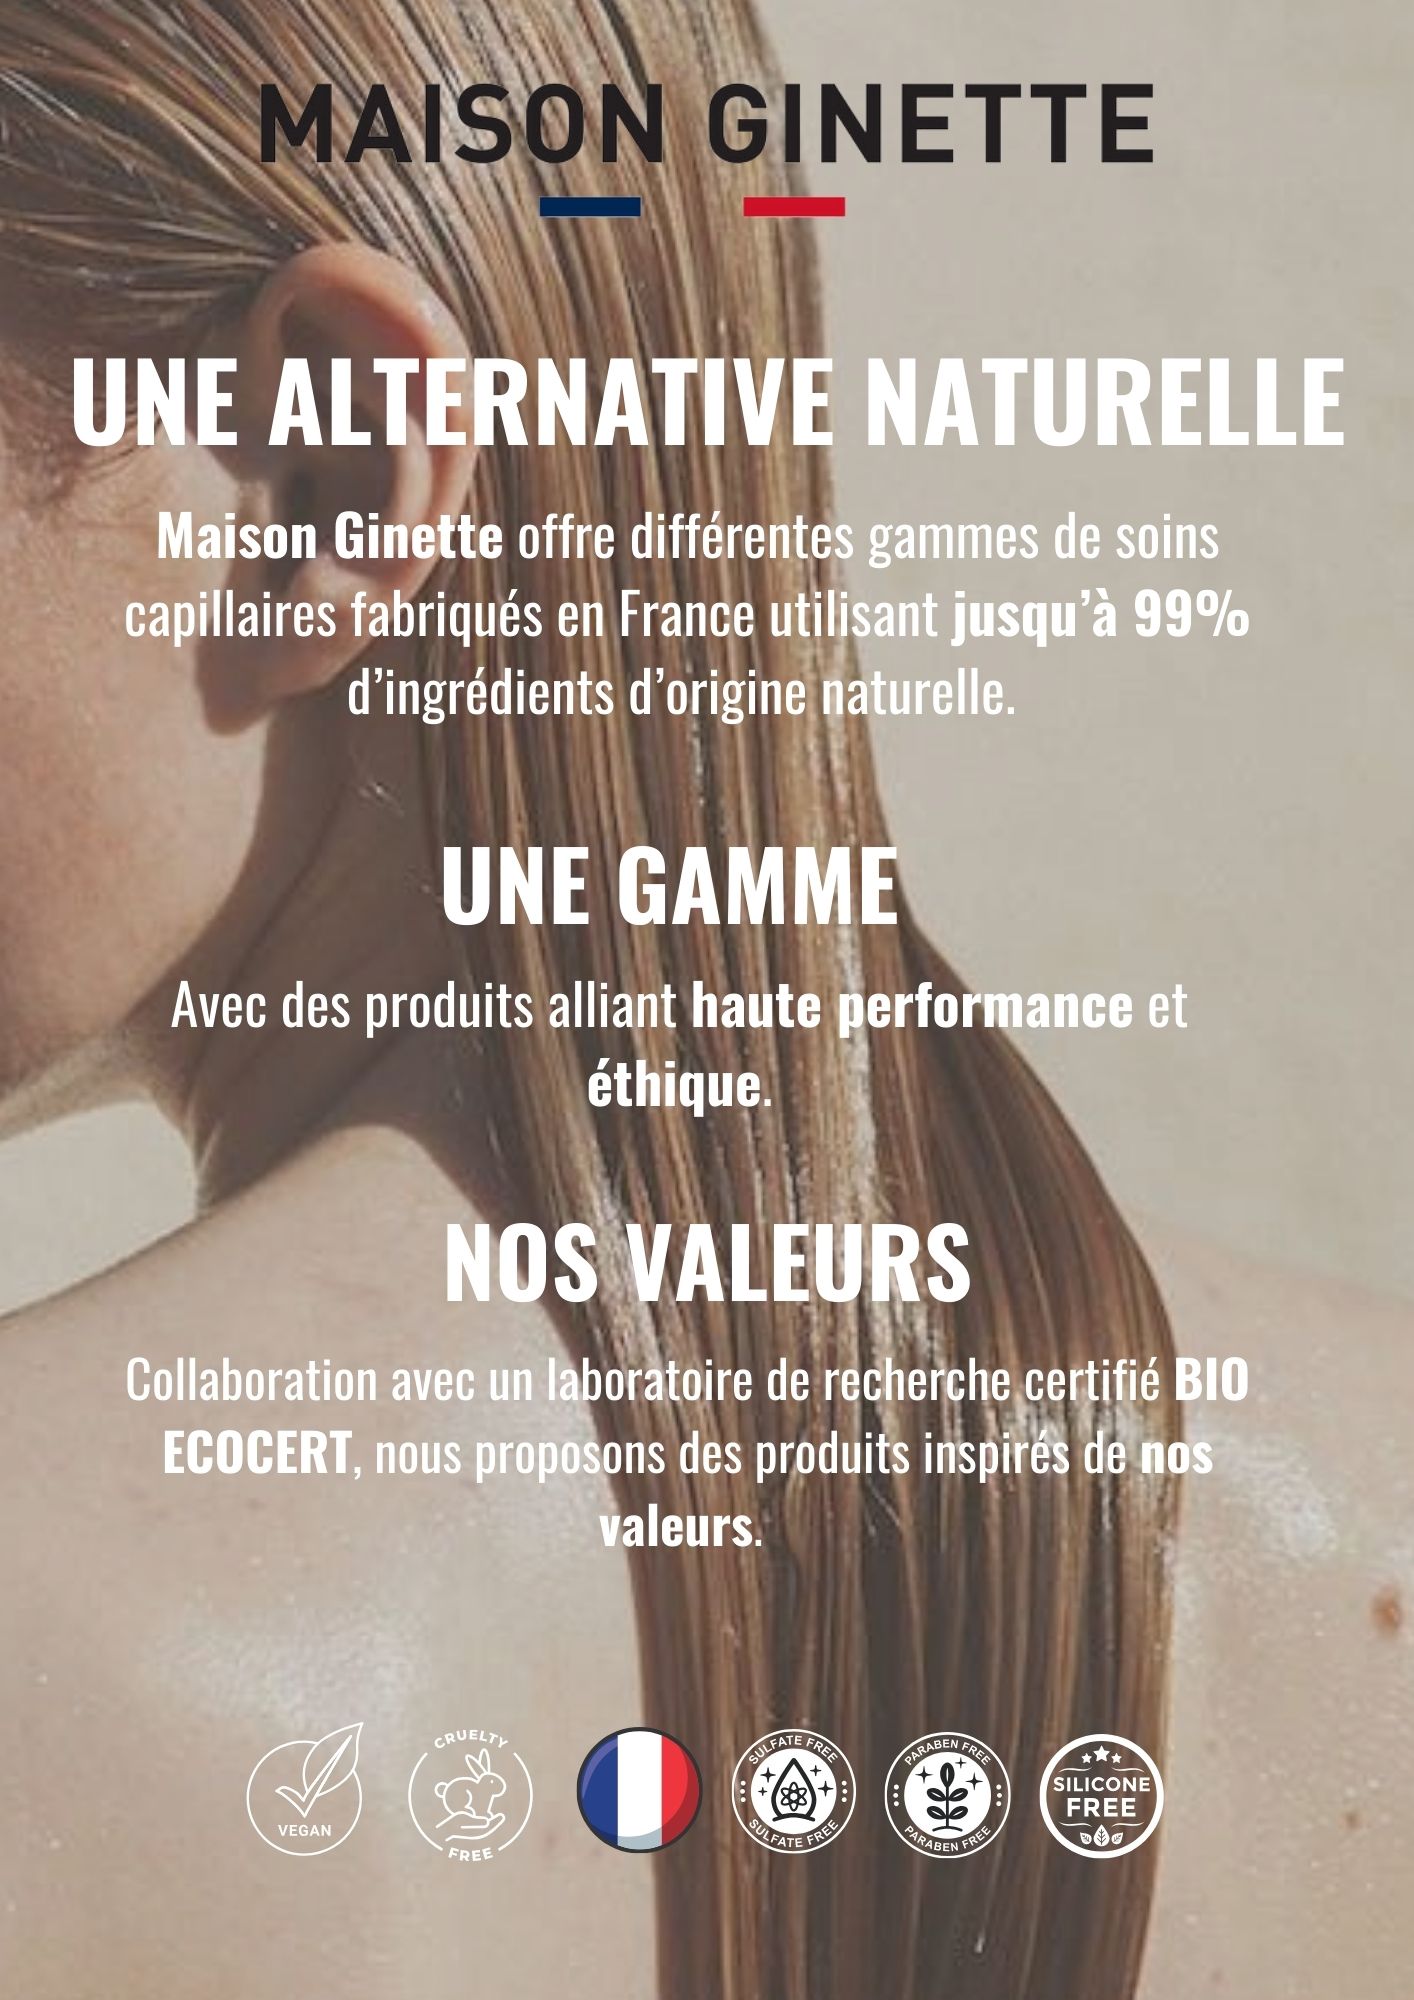 MAISON GINETTE
UNE ALTERNATIVE NATURELLE
Maison Ginette offre différentes gammes de soins
capillaires fabriqués en France utilisant jusqu’à 99%
d’ingrédients d’origine naturelle.
UNE GAMME
Avec des produits alliant haute performance et
éthique.
NOS VALEURS
Collaboration avec un laboratoire de recherche certifié BIO
ECOCERT, nous proposons des produits inspirés de nos
valeurs.
VEGAN
CRUELTY
FREE
SULFATE FREE
SULFATE FREE
PARABEN FREE
PARABEN FREE
SILICONE
FREE